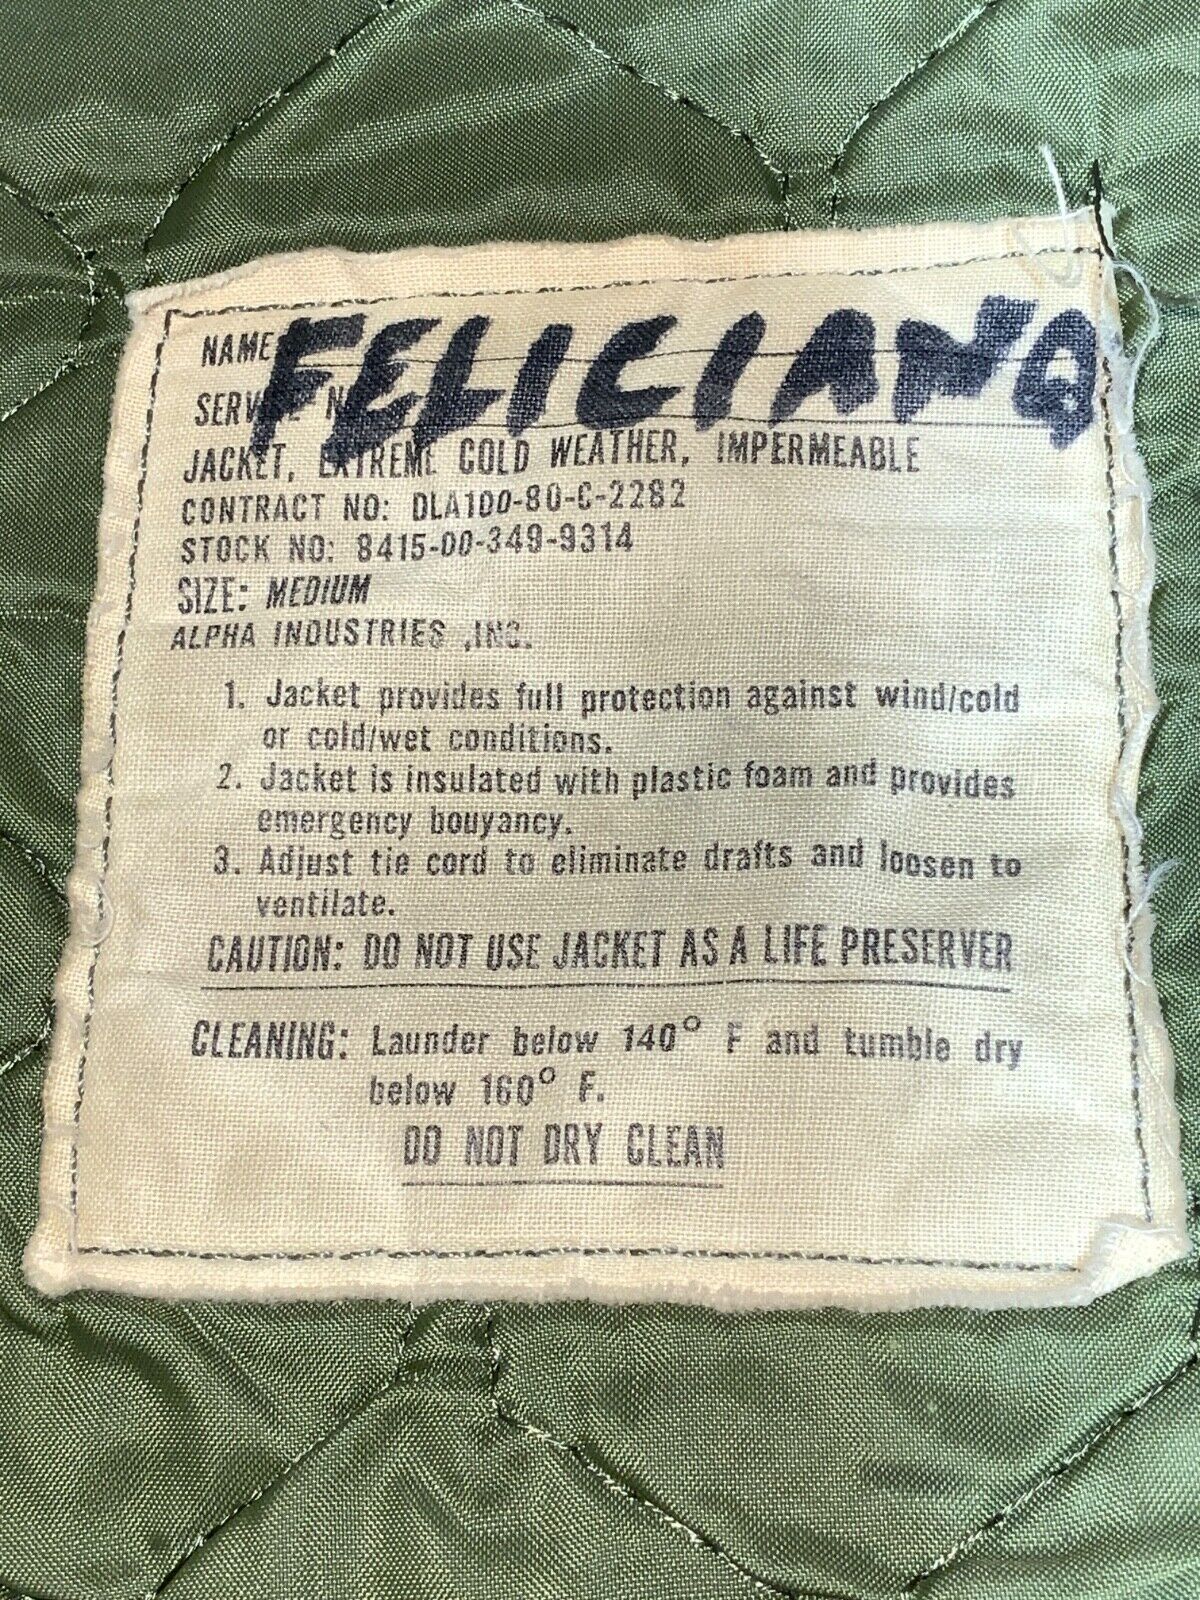 NAME FELICIANO
SERVICE N
JACKET, EXTREME COLD WEATHER, IMPERMEABLE
CONTRACT NO: DLA100-80-C-2282
STOCK NO: 8415-00-349-9314
SIZE: MEDIUM
ALPHA INDUSTRIES ,INC.
1. Jacket provides full protection against wind/cold
or cold/wet conditions.
2. Jacket is insulated with plastic foam and provides
emergency bouyancy.
3. Adjust tie cord to eliminate drafts and loosen to
ventilate.
CAUTION: DO NOT USE JACKET AS A LIFE PRESERVER
CLEANING: Launder below 140° F and tumble dry
below 160° F.
DO NOT DRY CLEAN